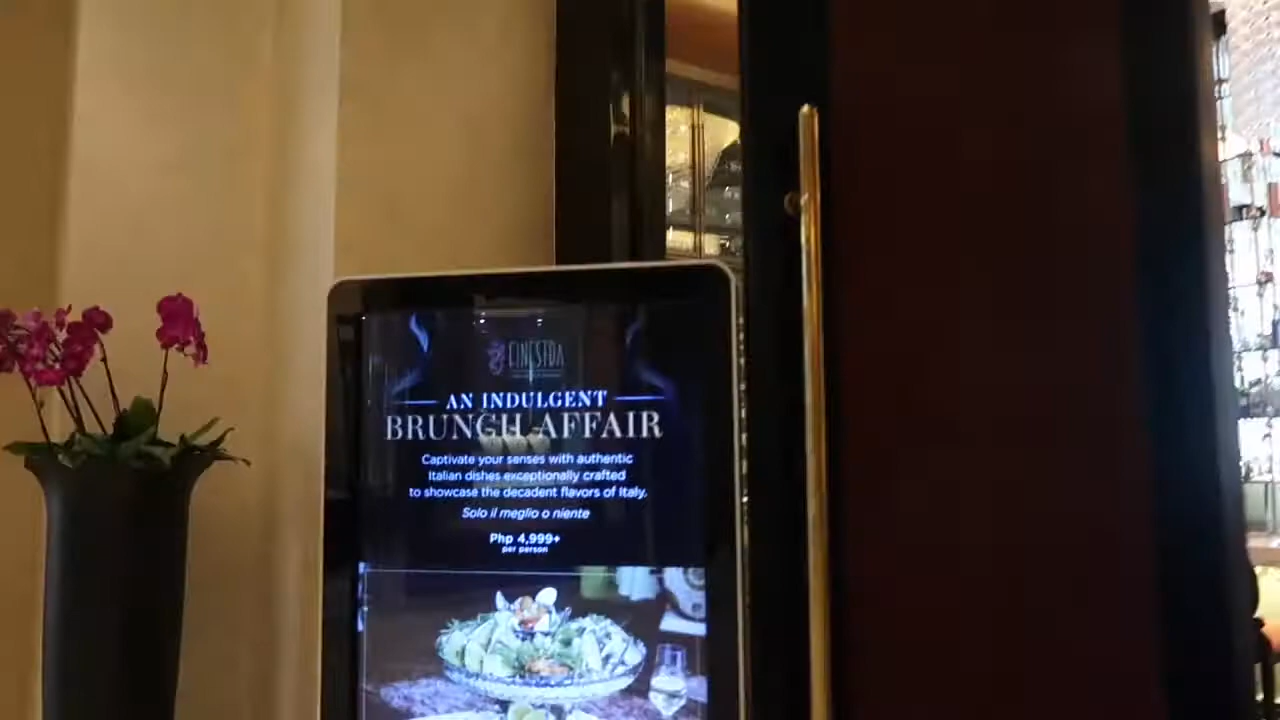 FINESTRA
AN INDULGENT
BRUNCH AFFAIR
Captivate your senses with authentic
Italian dishes exceptionally crafted
to showcase the decadent flavors of Italy.
Solo il meglio o niente
Php 4,999+
per person